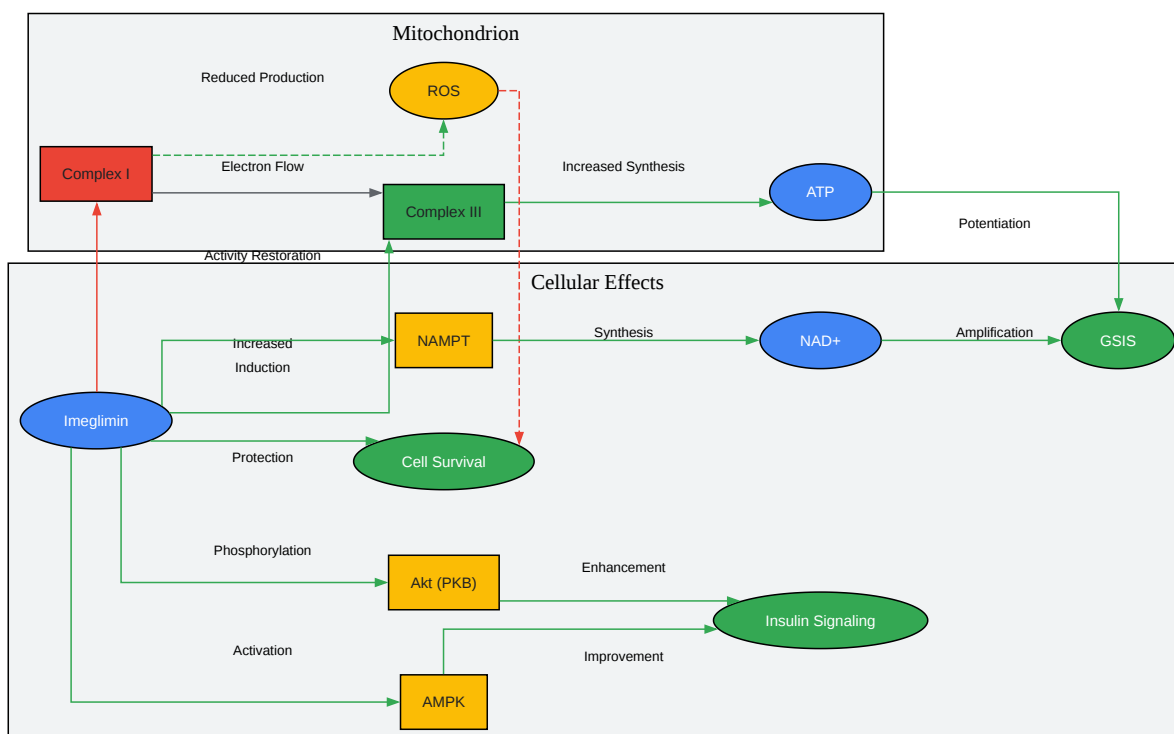 Mitochondrion
Reduced Production
ROS
Complex I
Electron Flow
Increased Synthesis
ATP
Complex III
Potentiation
Activity Restoration
Cellular Effects
NAMPT
Synthesis
NAD+
Amplification
GSIS
Increased
Induction
Imeglimin
Protection
Cell Survival
Phosphorylation
Akt (PKB)
Enhancement
Insulin Signaling
Activation
Improvement
AMPK